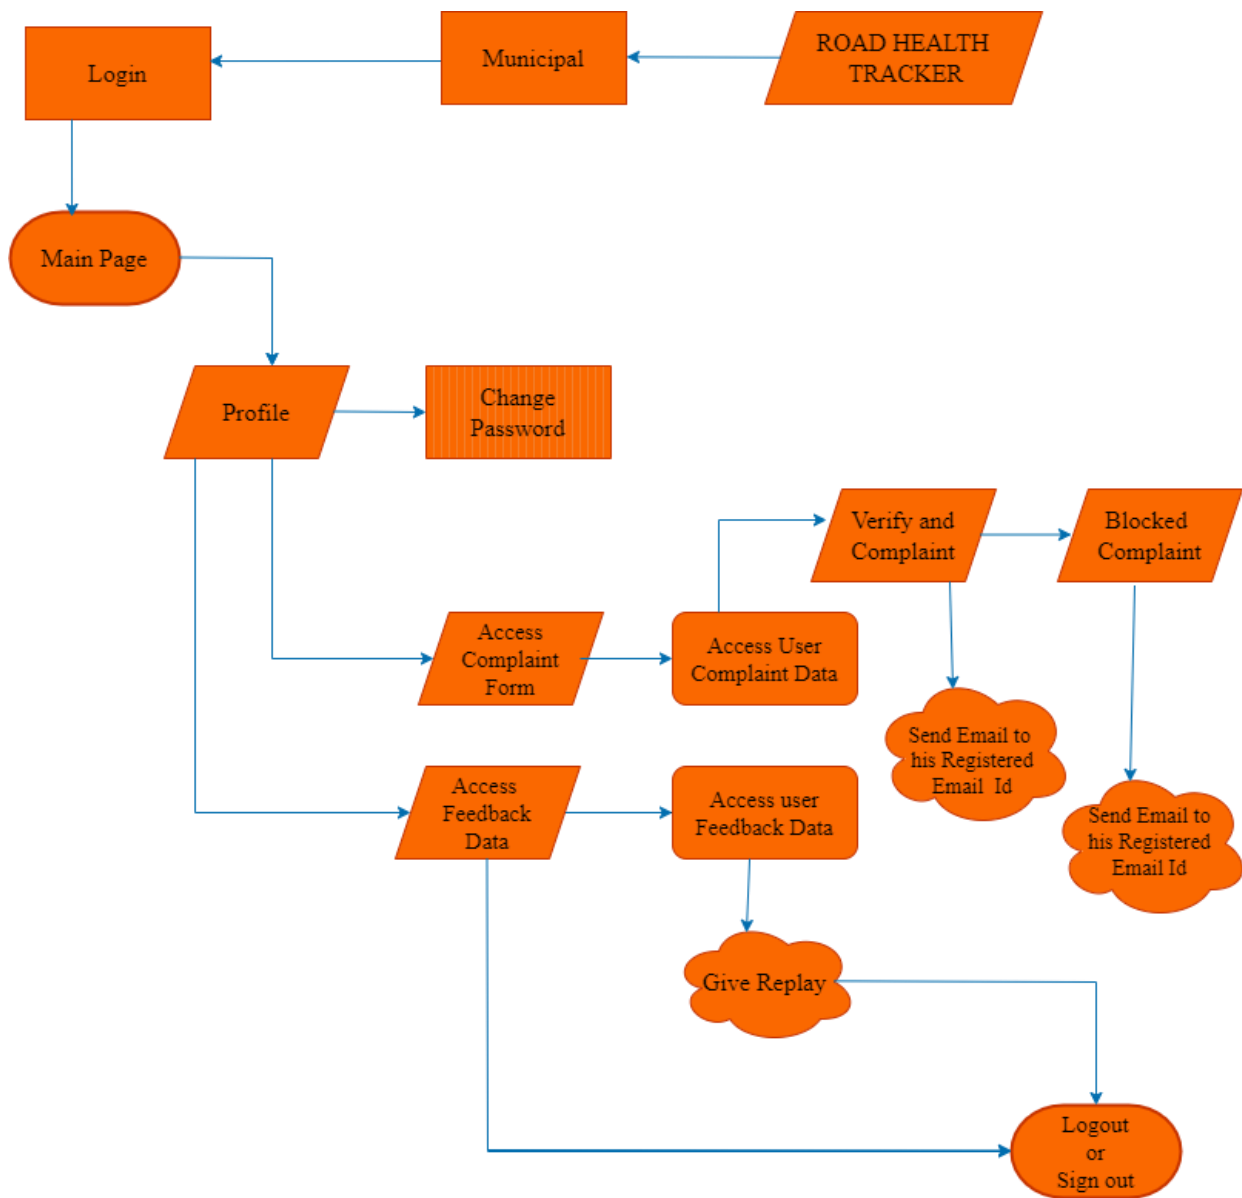 Login
Municipal
ROAD HEALTH
TRACKER
Main Page
Profile
Change
Password
Verify and
Complaint
Blocked
Complaint
Access
Complaint
Form
Access User
Complaint Data
Send Email to
his Registered
Email Id
Access
Feedback
Data
Access user
Feedback Data
Send Email to
his Registered
Email Id
Give Replay
Logout
or
Sign out